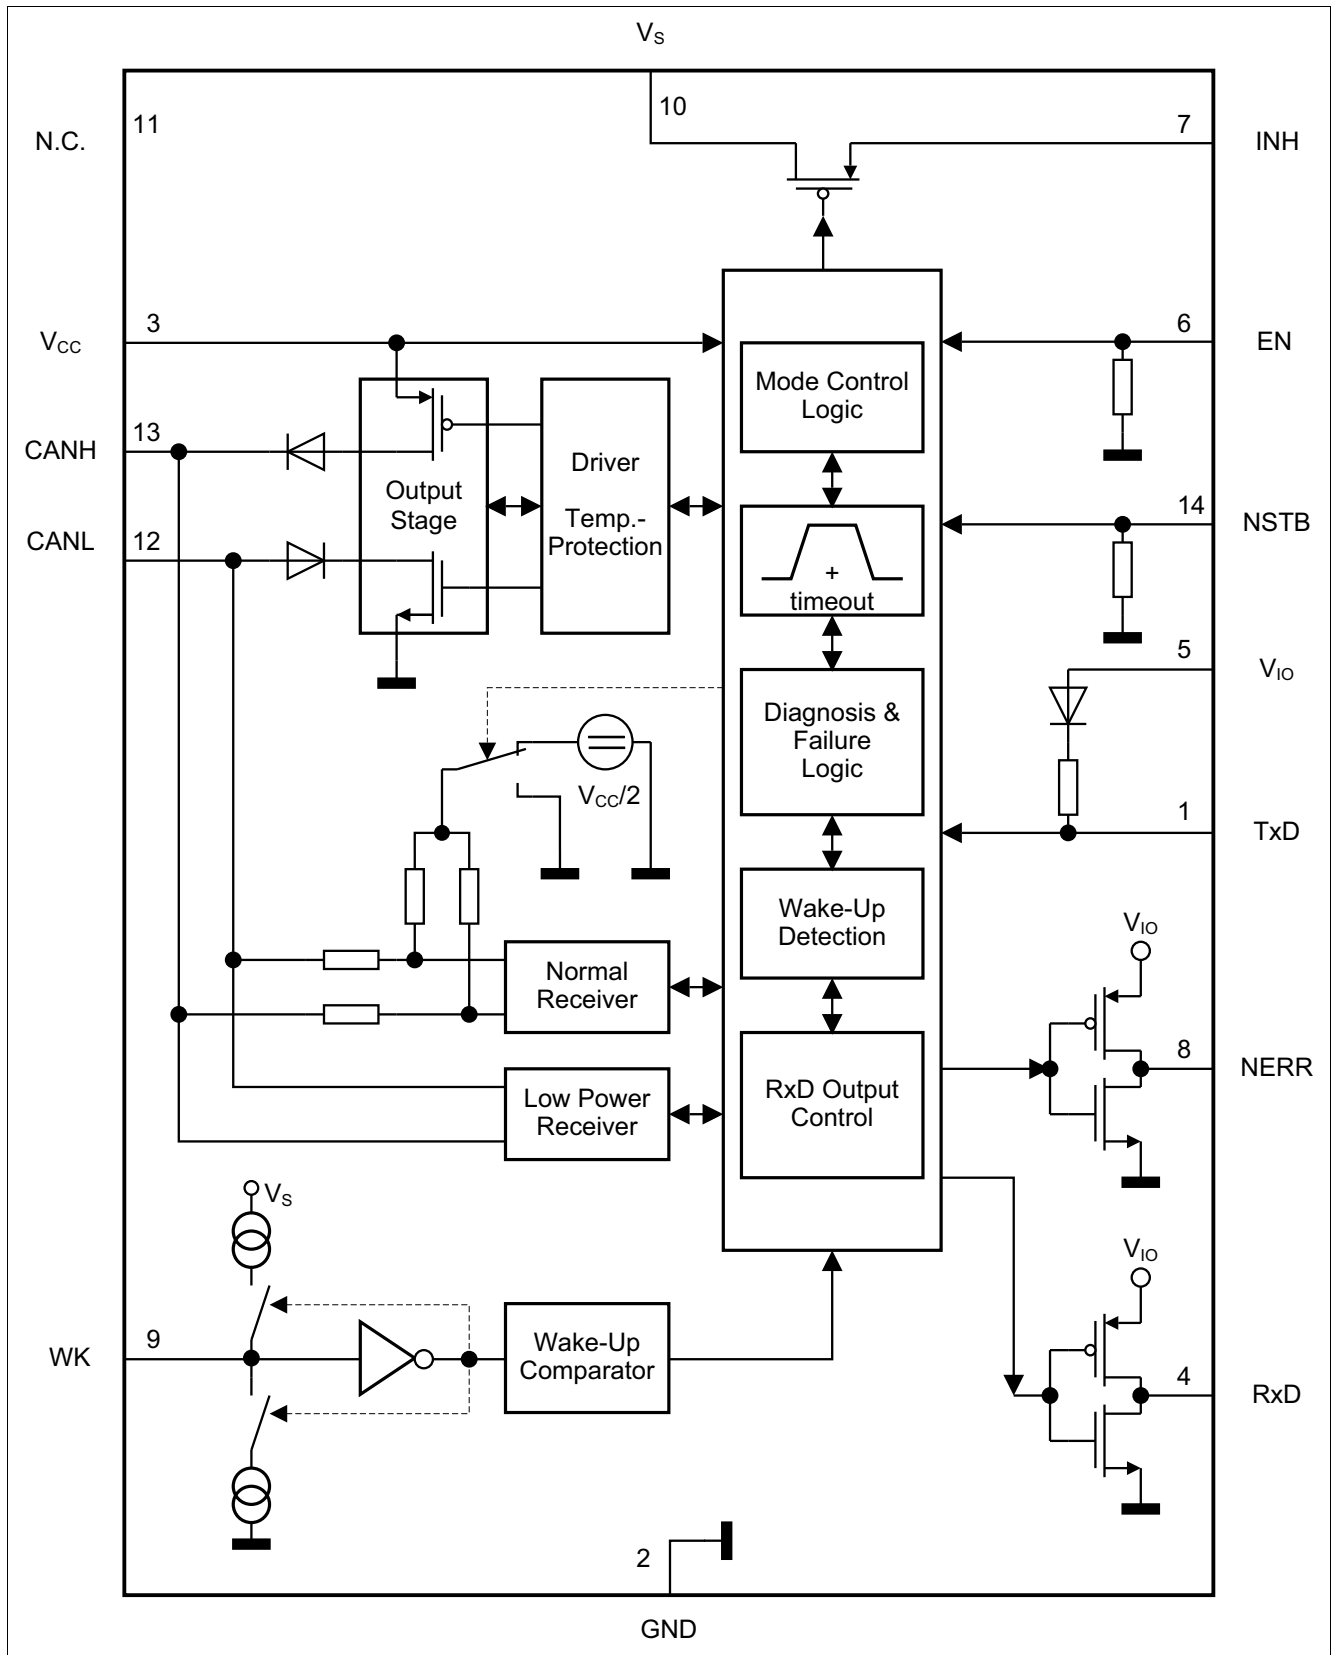 VS
10
7
INH
11
N.C.
3
VCC
6
EN
Mode Control
Logic
13
CANH
Driver
Temp.-
Protection
Output
Stage
14
NSTB
12
CANL
+
timeout
5
VIO
Diagnosis &
Failure
Logic
VCC/2
1
TxD
Wake-Up
Detection
VIO
Normal
Receiver
8
NERR
RxD Output
Control
Low Power
Receiver
VS
VIO
9
WK
Wake-Up
Comparator
4
RxD
2
GND